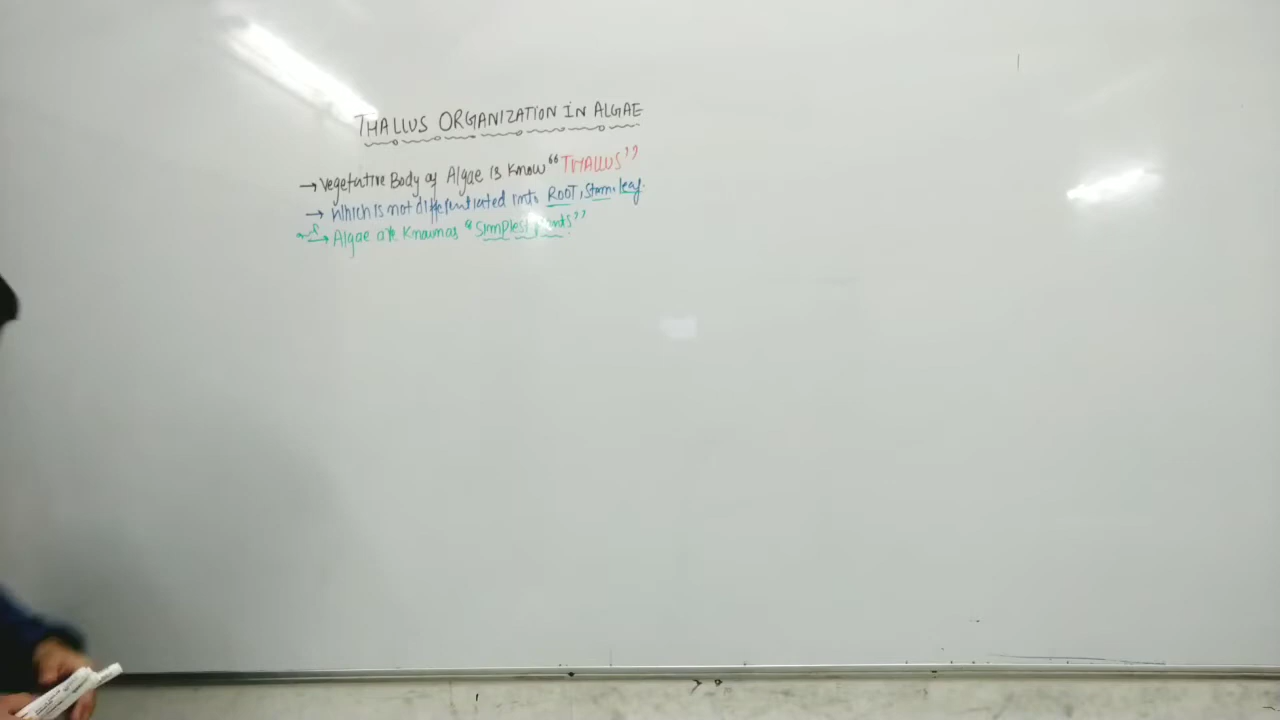 THALLUS ORGANIZATION IN ALGAE
→ Vegetative Body of Algae is Know “THALLUS”
→ Which is not differentiated into ROOT, Stem, leaf.
→ Algae are Known as “Simplest plants”